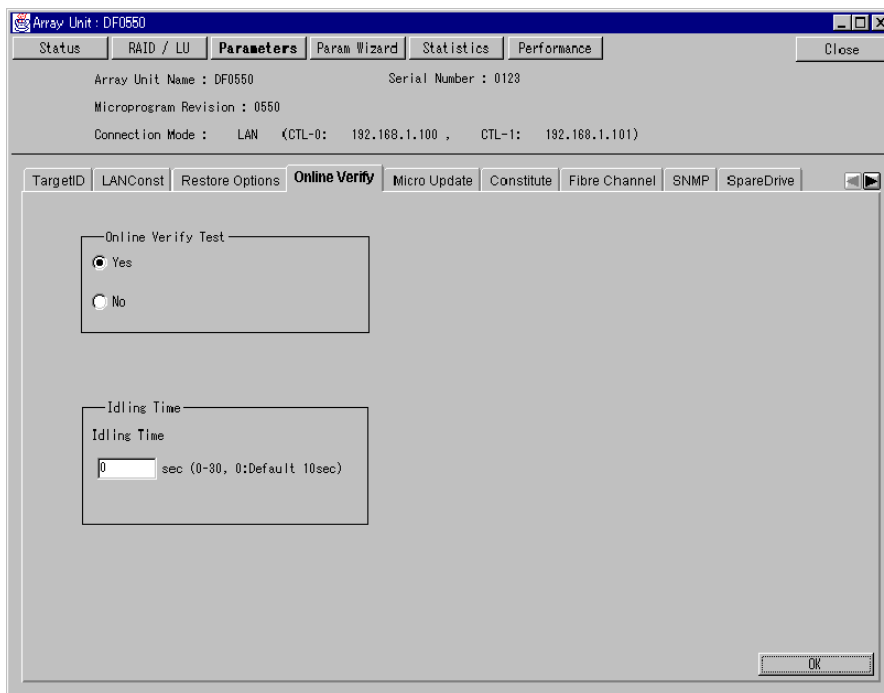 Array Unit : DF0550
Status RAID / LU Parameters Param Wizard Statistics Performance Close
Array Unit Name : DF0550 Serial Number : 0123
Microprogram Revision : 0550
Connection Mode : LAN (CTL-0: 192.168.1.100 , CTL-1: 192.168.1.101)
TargetID LANConst Restore Options Online Verify Micro Update Constitute Fibre Channel SNMP SpareDrive
Online Verify Test
Yes
No
Idling Time
Idling Time
0 sec (0-30, 0:Default 10sec)
OK